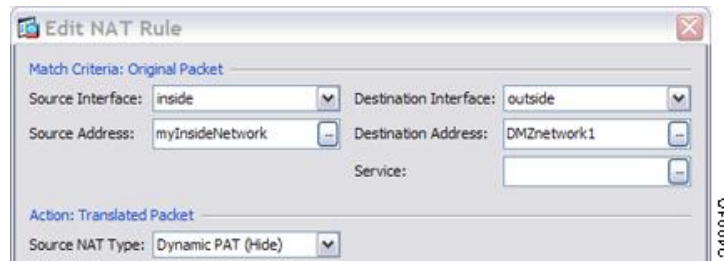 Edit NAT Rule
Match Criteria: Original Packet
Source Interface: inside Destination Interface: outside
Source Address: myInsideNetwork ... Destination Address: DMZnetwork1 ...
Service: ...
Action: Translated Packet
Source NAT Type: Dynamic PAT (Hide)